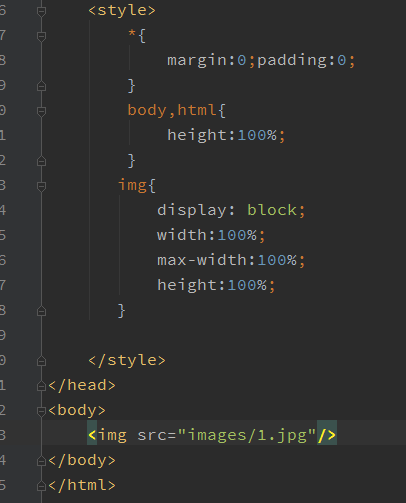 6 <style>
7 *{
8 margin:0;padding:0;
9 }
0 body,html{
1 height:100%;
2 }
3 img{
4 display: block;
5 width:100%;
6 max-width:100%;
7 height:100%;
8 }
9
0 </style>
1 </head>
2 <body>
3 <img src="images/1.jpg"/>
4 </body>
5 </html>